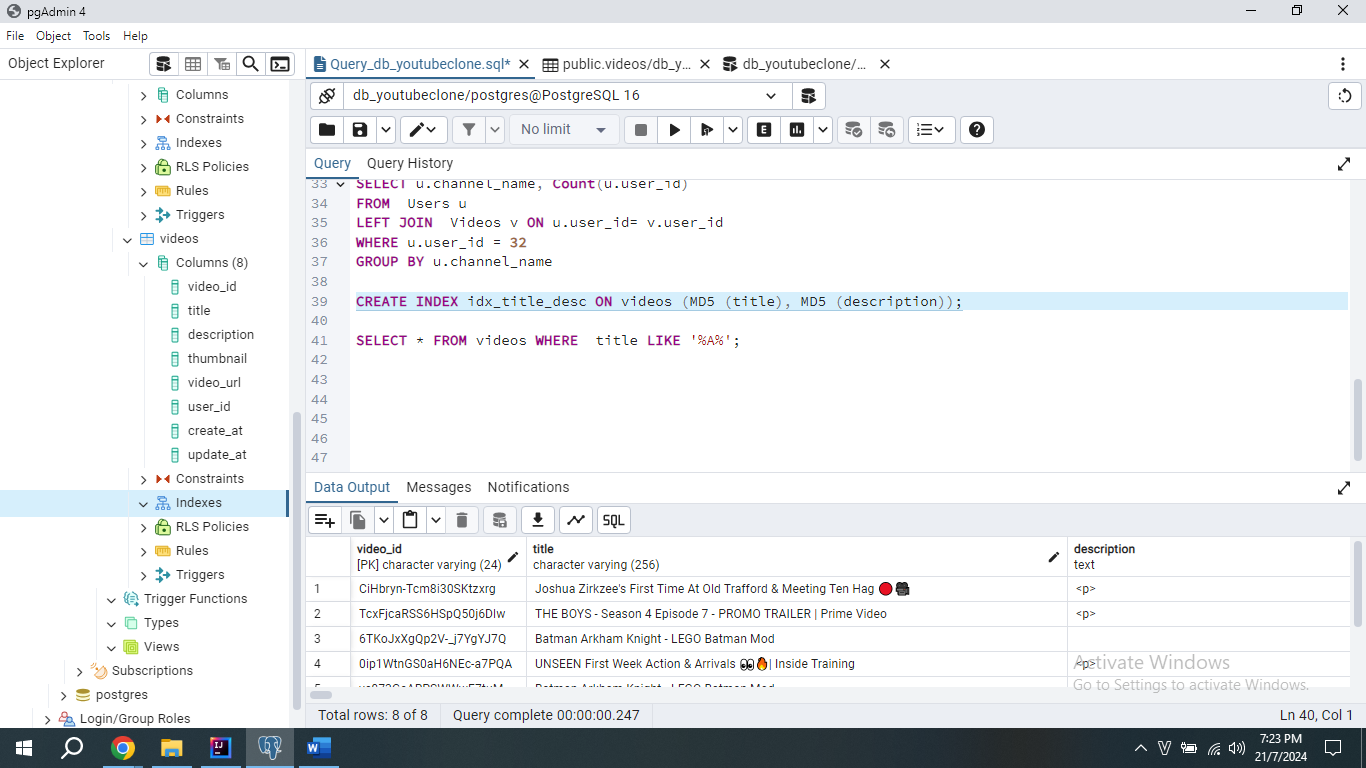 pgAdmin 4
File Object Tools Help
Object Explorer
Columns
Constraints
Indexes
RLS Policies
Rules
Triggers
videos
Columns (8)
video_id
title
description
thumbnail
video_url
user_id
create_at
update_at
Constraints
Indexes
RLS Policies
Rules
Triggers
Trigger Functions
Types
Views
Subscriptions
postgres
Login/Group Roles
Query_db_youtubeclone.sql* public.videos/db_y... db_youtubeclone/...
db_youtubeclone/postgres@PostgreSQL 16
No limit E
Query Query History
33 SELECT u.channel_name, Count(u.user_id)
34 FROM  Users u
35 LEFT JOIN  Videos v ON u.user_id= v.user_id
36 WHERE u.user_id = 32
37 GROUP BY u.channel_name
38
39 CREATE INDEX idx_title_desc ON videos (MD5 (title), MD5 (description));
40
41 SELECT * FROM videos WHERE  title LIKE '%A%';
42
43
44
45
46
47
Data Output Messages Notifications
SQL
video_id title description
[PK] character varying (24) character varying (256) text
1 CiHbryn-Tcm8i30SKtzxrg Joshua Zirkzee's First Time At Old Trafford & Meeting Ten Hag 🔴🎥 <p>
2 TcxFjcaRSS6HSpQ50j6DIw THE BOYS - Season 4 Episode 7 - PROMO TRAILER | Prime Video <p>
3 6TKoJxXgQp2V-_j7YgYJ7Q Batman Arkham Knight - LEGO Batman Mod
4 0ip1WtnGS0aH6NEc-a7PQA UNSEEN First Week Action & Arrivals 👀🔥| Inside Training <p>
Batman Arkham Knight - LEGO Batman Mod
Activate Windows
Go to Settings to activate Windows.
Total rows: 8 of 8 Query complete 00:00:00.247 Ln 40, Col 1
7:23 PM
21/7/2024